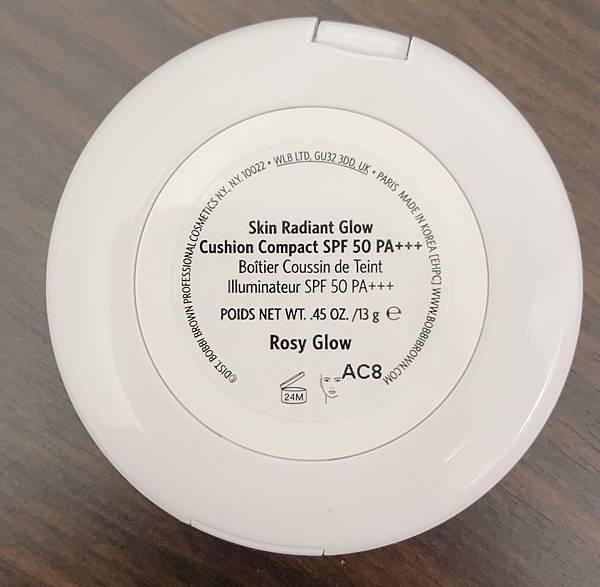 ©DIST. BOBBI BROWN PROFESSIONAL COSMETICS N.Y., N.Y. 10022 • WLB LTD, GU32 3DD, UK • PARIS MADE IN KOREA [EHPC] WWW.BOBBIBROWN.COM
Skin Radiant Glow
Cushion Compact SPF 50 PA+++
Boîtier Coussin de Teint
Illuminateur SPF 50 PA+++
POIDS NET WT. .45 OZ. /13 g ℮
Rosy Glow
24M
AC8